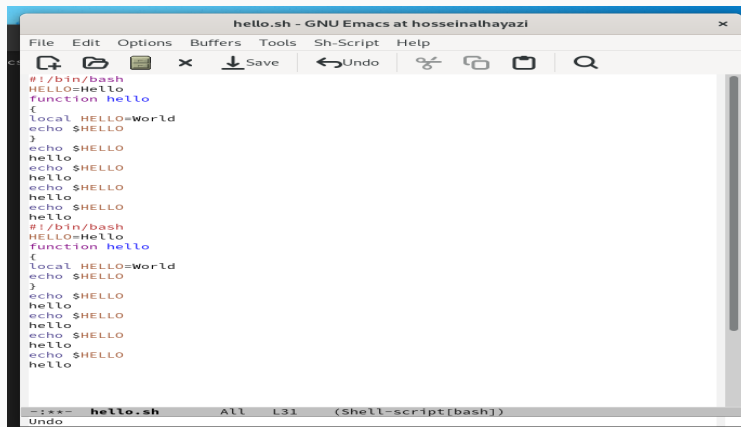 hello.sh - GNU Emacs at hosseinalhayazi ×
File Edit Options Buffers Tools Sh-Script Help
Save Undo
#!/bin/bash
HELLO=Hello
function hello
{
local HELLO=World
echo $HELLO
}
echo $HELLO
hello
echo $HELLO
hello
echo $HELLO
hello
echo $HELLO
hello
#!/bin/bash
HELLO=Hello
function hello
{
local HELLO=World
echo $HELLO
}
echo $HELLO
hello
echo $HELLO
hello
echo $HELLO
hello
echo $HELLO
hello
-:**- hello.sh All L31 (Shell-script[bash])
Undo